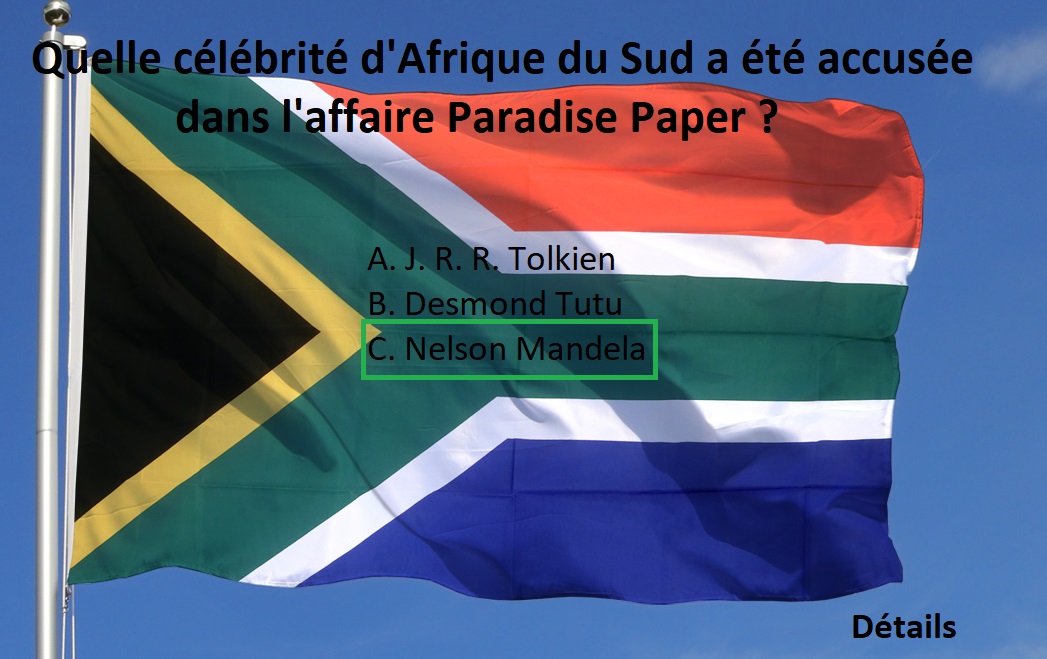 Quelle célébrité d'Afrique du Sud a été accusée
dans l'affaire Paradise Paper ?
A. J. R. R. Tolkien
B. Desmond Tutu
C. Nelson Mandela
Détails